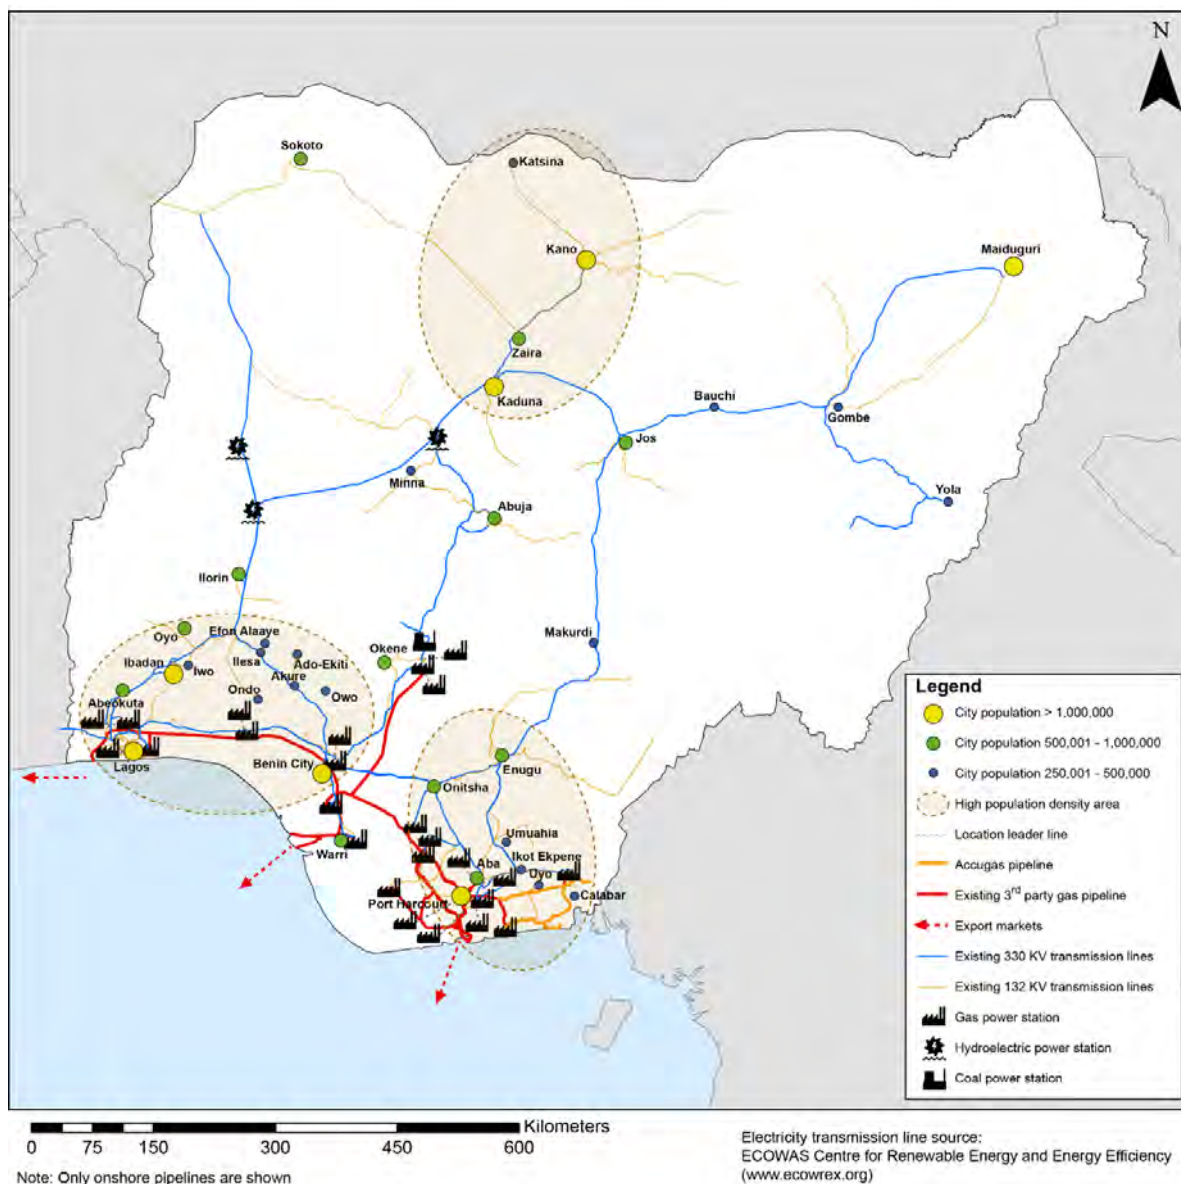 N
Sokoto
Katsina
Kano
Maiduguri
Zaira
Kaduna
Bauchi
Gombe
Jos
Minna
Yola
Abuja
Ilorin
Oyo
Efon Alaaye
Makurdi
Okene
Ibadan
Iwo
Ilesa
Ado-Ekiti
Akure
Ondo
Owo
Abeokuta
Lagos
Benin City
Enugu
Onitsha
Umuahia
Warri
Aba
Ikot Ekpene
Uyo
Port Harcourt
Calabar
Legend
City population > 1,000,000
City population 500,001 - 1,000,000
City population 250,001 - 500,000
High population density area
Location leader line
Accugas pipeline
Existing 3rd party gas pipeline
Export markets
Existing 330 KV transmission lines
Existing 132 KV transmission lines
Gas power station
Hydroelectric power station
Coal power station
Kilometers
0 75 150 300 450 600
Note: Only onshore pipelines are shown
Electricity transmission line source:
ECOWAS Centre for Renewable Energy and Energy Efficiency
(www.ecowrex.org)